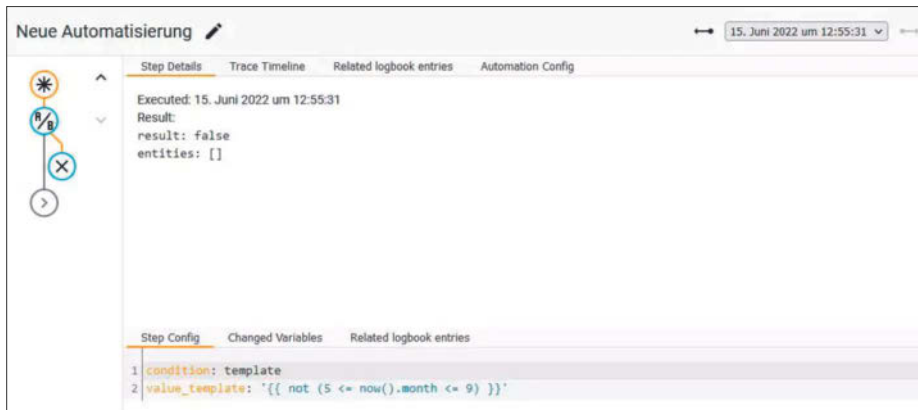 Neue Automatisierung
15. Juni 2022 um 12:55:31
Step Details Trace Timeline Related logbook entries Automation Config
Executed: 15. Juni 2022 um 12:55:31
Result:
result: false
entities: []
Step Config Changed Variables Related logbook entries
1 condition: template
2 value_template: '{{ not (5 <= now().month <= 9) }}'